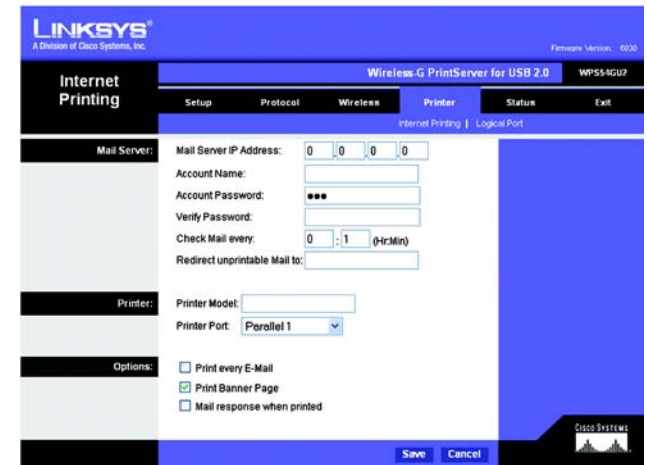 LINKSYS®
A Division of Cisco Systems, Inc.
Firmware Version: 6030
Internet Printing
Wireless-G PrintServer for USB 2.0 WPS54GU2
Setup Protocol Wireless Printer Status Exit
Internet Printing | Logical Port
Mail Server:
Mail Server IP Address: 0 . 0 . 0 . 0
Account Name:
Account Password: •••
Verify Password:
Check Mail every: 0 : 1 (Hr:Min)
Redirect unprintable Mail to:
Printer:
Printer Model:
Printer Port: Parallel 1
Options:
Print every E-Mail
Print Banner Page
Mail response when printed
CISCO SYSTEMS
Save Cancel